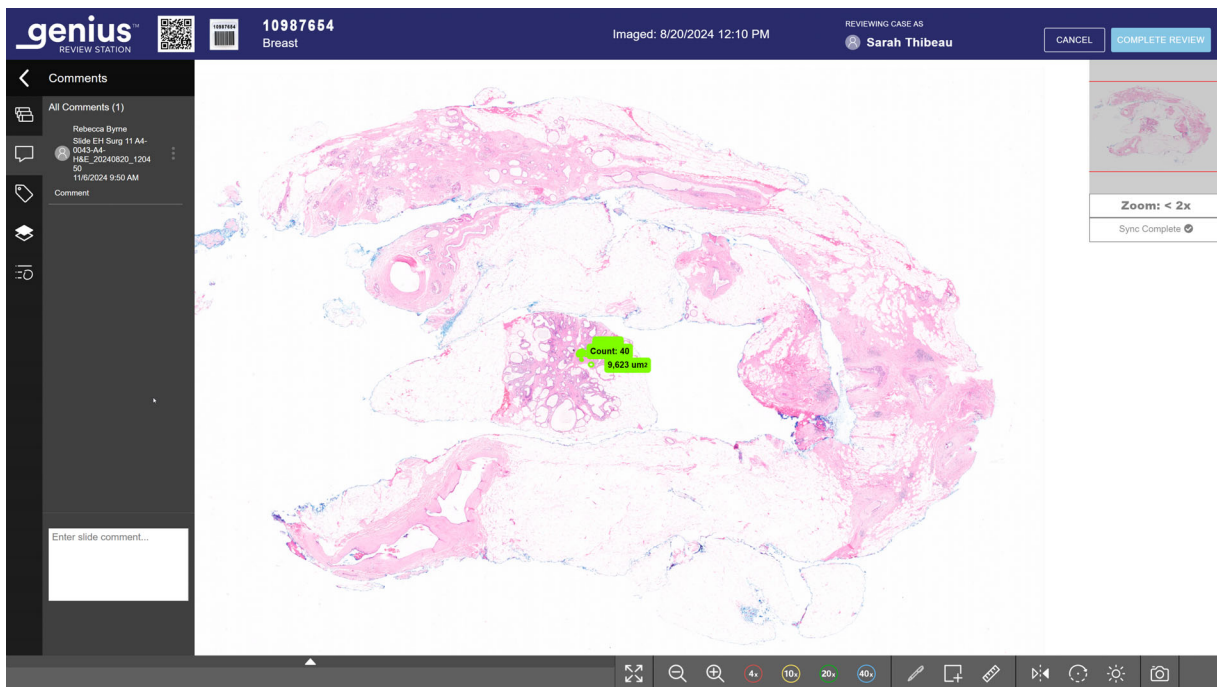 genius™
REVIEW STATION
10987654
10987654
Breast
Imaged: 8/20/2024 12:10 PM
REVIEWING CASE AS
Sarah Thibeau
CANCEL
COMPLETE REVIEW
Comments
All Comments (1)
Rebecca Byrne
Slide EH Surg 11 A4-
0043-A4-
H&E_20240820_1204
50
11/6/2024 9:50 AM
Comment
Zoom: < 2x
Sync Complete
Count: 40
9,623 um²
Enter slide comment...
4x
10x
20x
40x